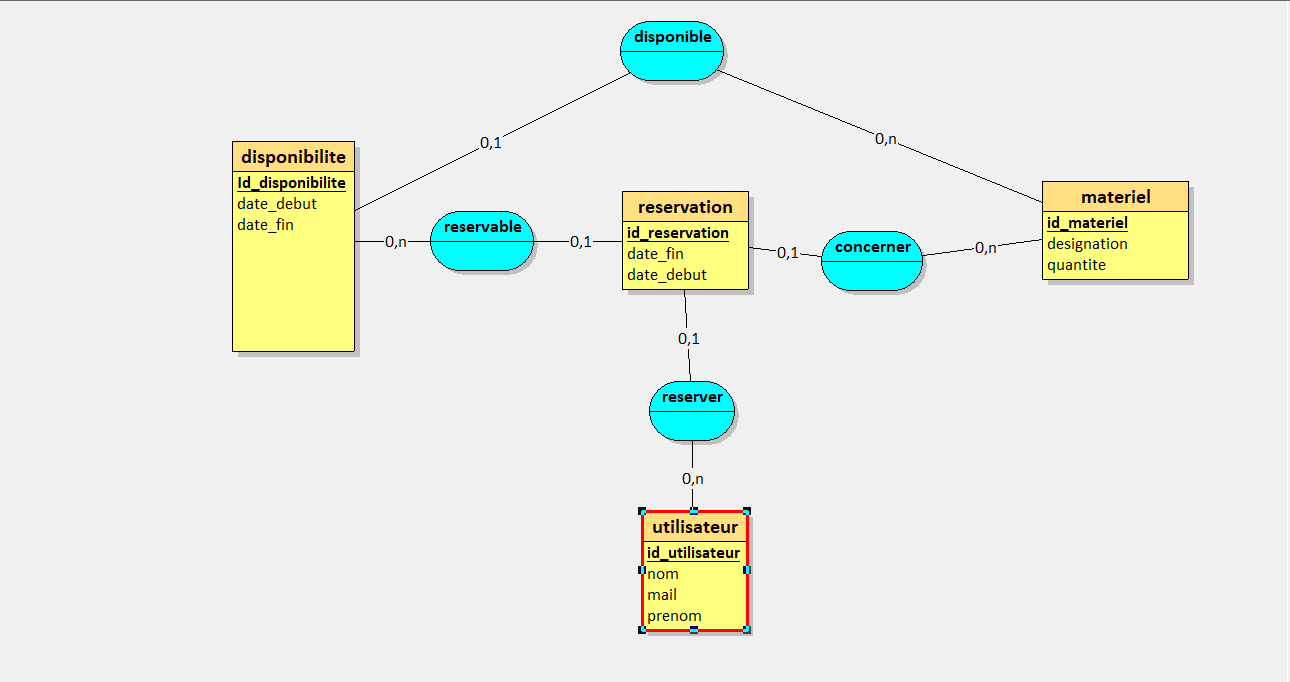 disponible
0,1
0,n
disponibilite
Id_disponibilite
date_debut
date_fin
0,n
reservable
0,1
reservation
id_reservation
date_fin
date_debut
0,1
concerner
0,n
materiel
id_materiel
designation
quantite
0,1
reserver
0,n
utilisateur
id_utilisateur
nom
mail
prenom